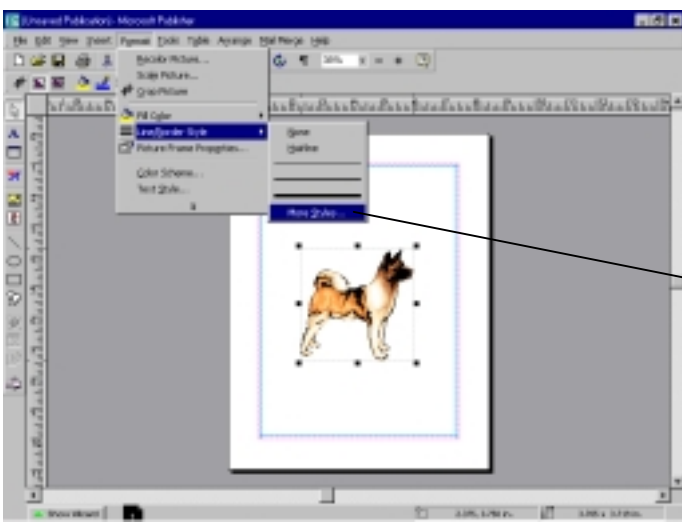 (Unsaved Publication) - Microsoft Publisher
File Edit View Insert Format Tools Table Arrange Mail Merge Help
Recolor Picture...
Scale Picture...
Crop Picture
Fill Color
Line/Border Style
Picture Frame Properties...
Color Scheme...
Text Style...
None
Hairline
More Styles...
Show Wizard